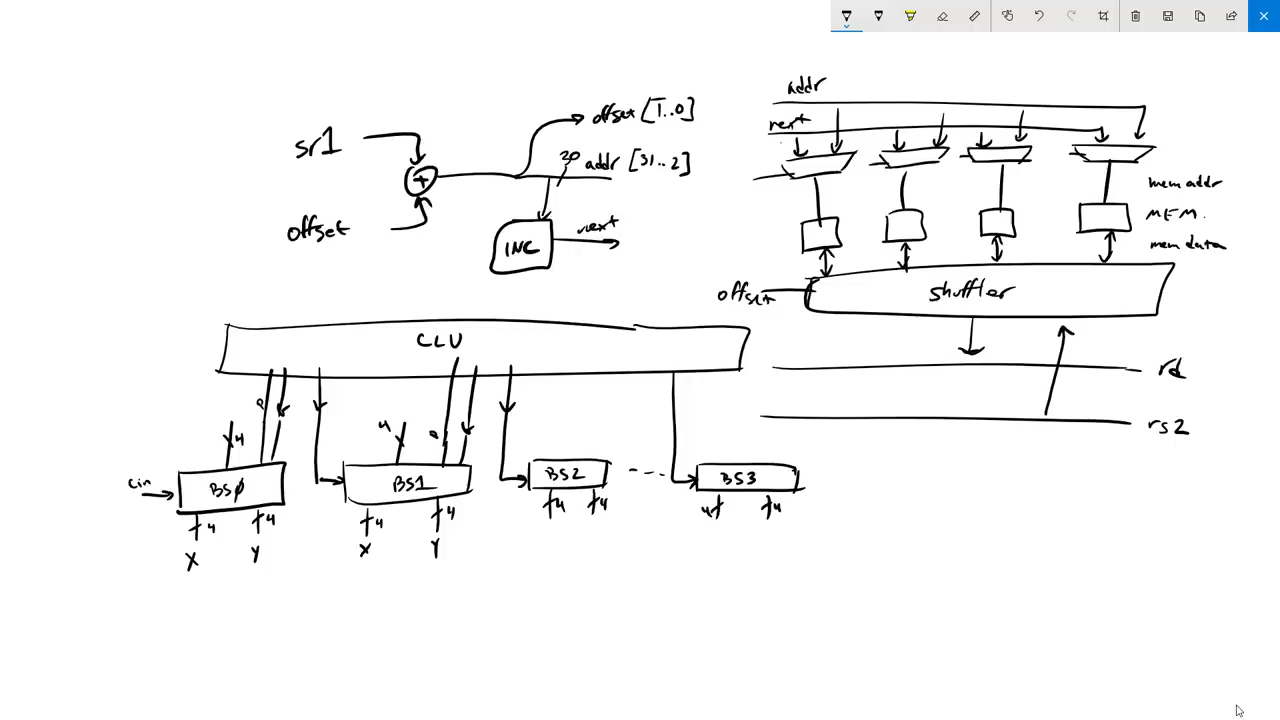 sr1
offset
+
offset [1..0]
30 addr [31..2]
INC
next
addr
next
mem addr
MEM.
mem data
offset
shuffler
rd
rs2
CLU
4
4
cin
BS0
BS1
BS2
BS3
4
4
4
4
4
4
4
4
X
Y
X
Y